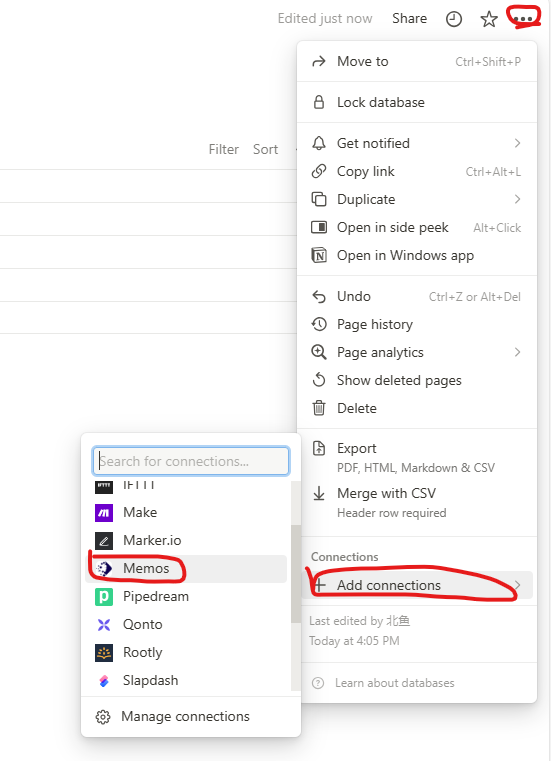 Edited just now Share
Move to Ctrl+Shift+P
Lock database
Filter Sort
Get notified
Copy link Ctrl+Alt+L
Duplicate
Open in side peek Alt+Click
Open in Windows app
Undo Ctrl+Z or Alt+Del
Page history
Page analytics
Show deleted pages
Delete
Export
PDF, HTML, Markdown & CSV
Merge with CSV
Header row required
Connections
Add connections
Last edited by 北鱼
Today at 4:05 PM
Learn about databases
Search for connections...
IFTTT
Make
Marker.io
Memos
Pipedream
Qonto
Rootly
Slapdash
Manage connections